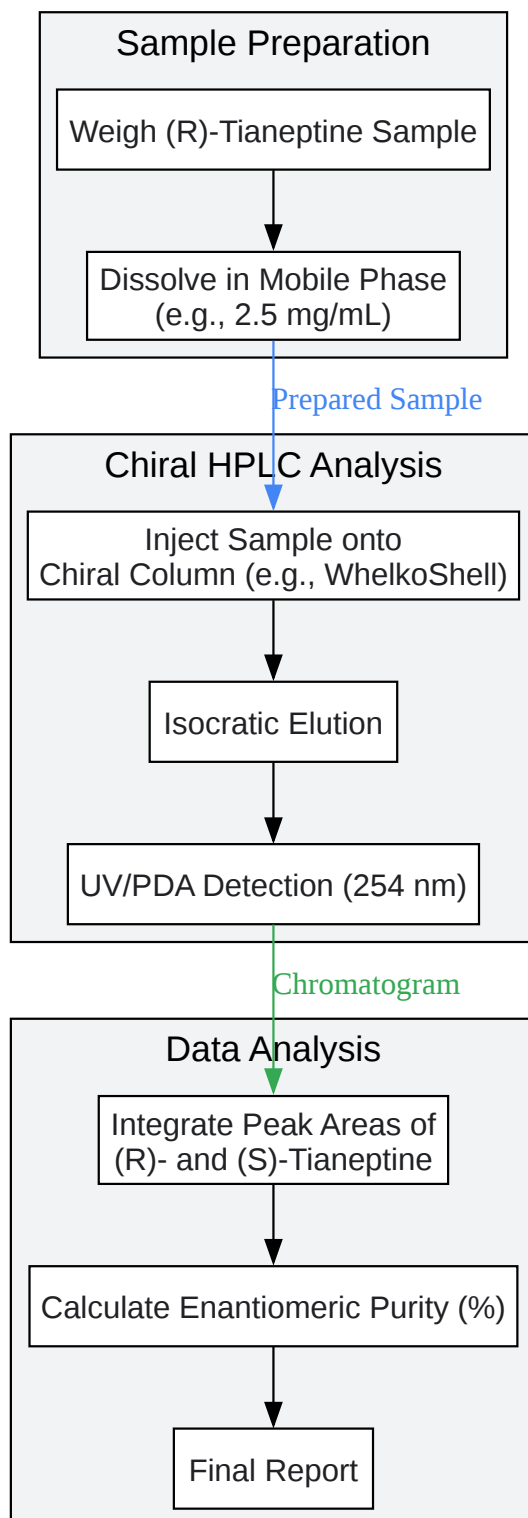 Sample Preparation
Weigh (R)-Tianeptine Sample
Dissolve in Mobile Phase
(e.g., 2.5 mg/mL)
Prepared Sample
Chiral HPLC Analysis
Inject Sample onto
Chiral Column (e.g., WhelkoShell)
Isocratic Elution
UV/PDA Detection (254 nm)
Chromatogram
Data Analysis
Integrate Peak Areas of
(R)- and (S)-Tianeptine
Calculate Enantiomeric Purity (%)
Final Report